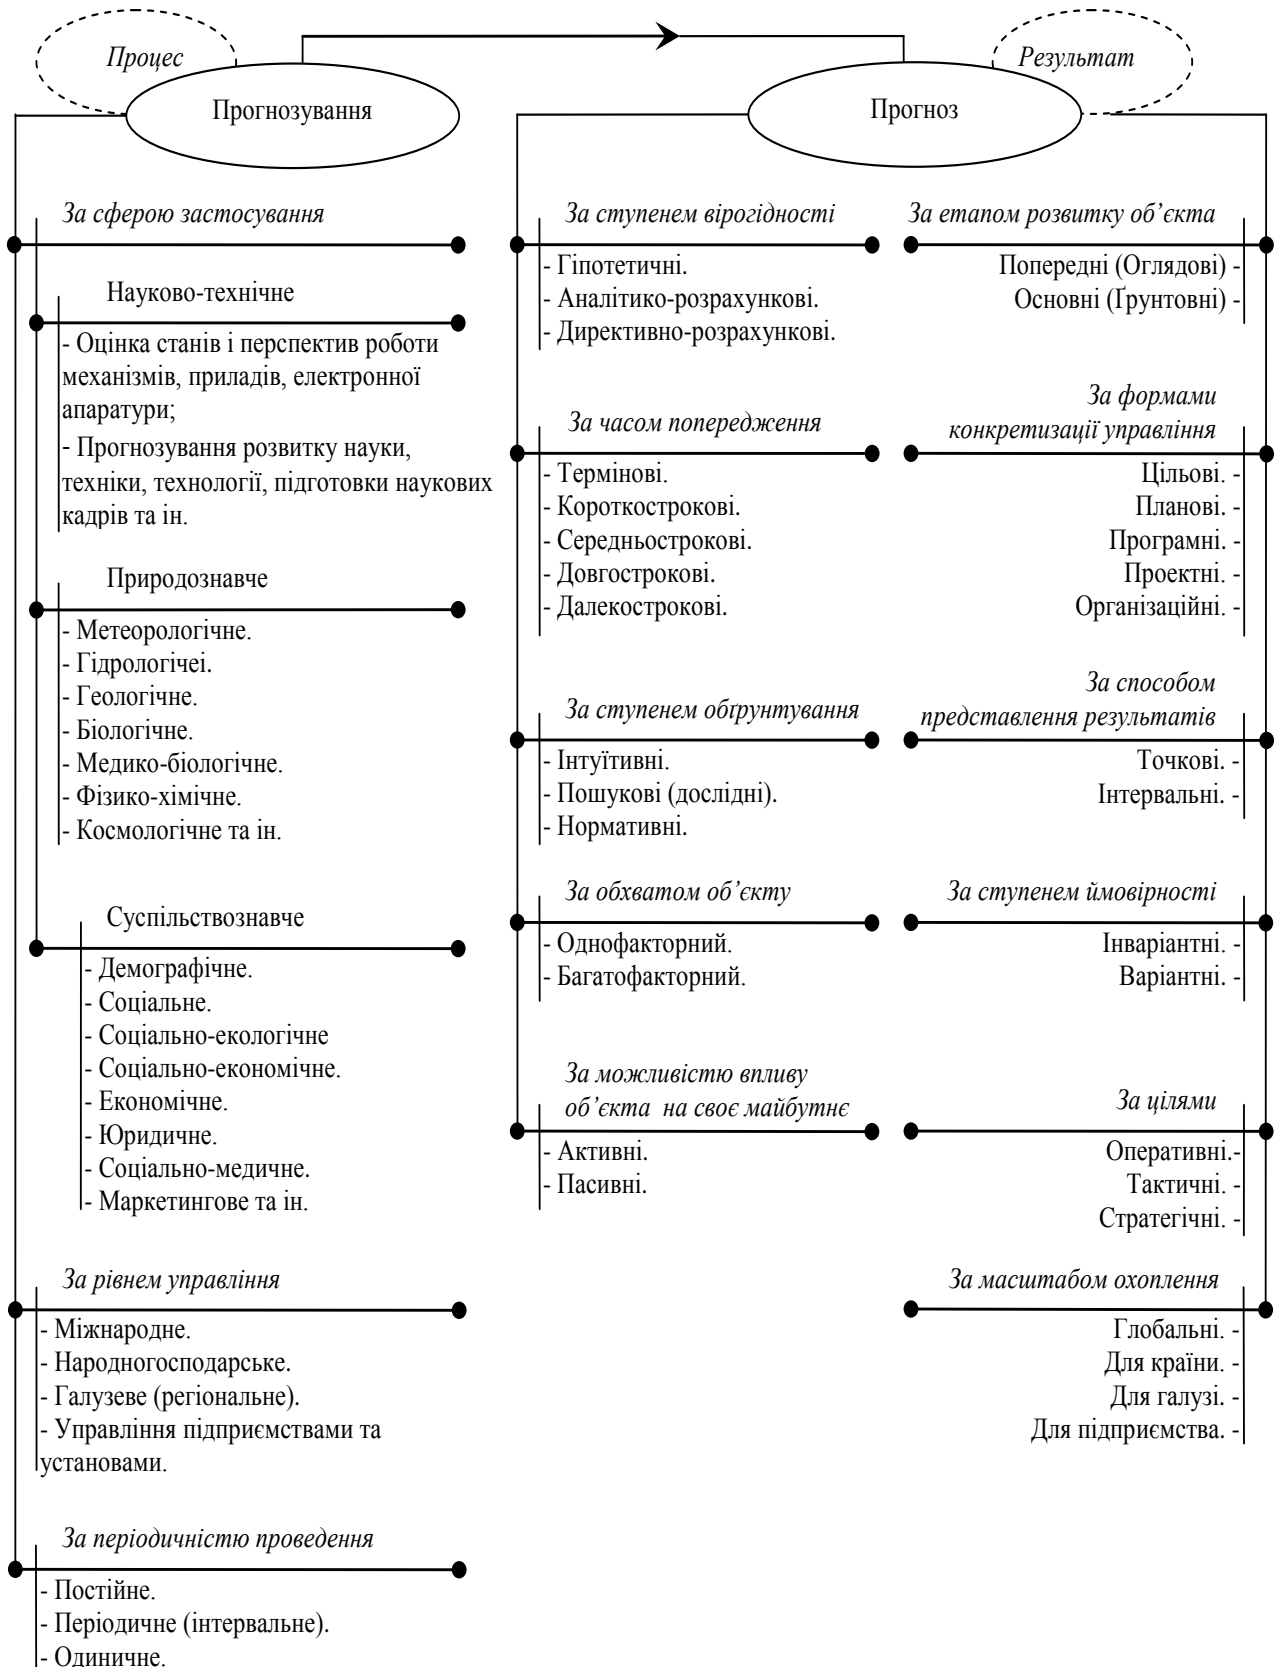 Процес
Прогнозування
Результат
Прогноз
За сферою застосування
Науково-технічне
- Оцінка станів і перспектив роботи
механізмів, приладів, електронної
апаратури;
- Прогнозування розвитку науки,
техніки, технології, підготовки наукових
кадрів та ін.
Природознавче
- Метеорологічне.
- Гідрологічеі.
- Геологічне.
- Біологічне.
- Медико-біологічне.
- Фізико-хімічне.
- Космологічне та ін.
Суспільствознавче
- Демографічне.
- Соціальне.
- Соціально-екологічне
- Соціально-економічне.
- Економічне.
- Юридичне.
- Соціально-медичне.
- Маркетингове та ін.
За рівнем управління
- Міжнародне.
- Народногосподарське.
- Галузеве (регіональне).
- Управління підприємствами та
установами.
За періодичністю проведення
- Постійне.
- Періодичне (інтервальне).
- Одиничне.
За ступенем вірогідності
- Гіпотетичні.
- Аналітико-розрахункові.
- Директивно-розрахункові.
За часом попередження
- Термінові.
- Короткострокові.
- Середньострокові.
- Довгострокові.
- Далекострокові.
За ступенем обґрунтування
- Інтуїтивні.
- Пошукові (дослідні).
- Нормативні.
За обхватом об’єкту
- Однофакторний.
- Багатофакторний.
За можливістю впливу
об’єкта на своє майбутнє
- Активні.
- Пасивні.
За етапом розвитку об’єкта
Попередні (Оглядові) -
Основні (Ґрунтовні) -
За формами
конкретизації управління
Цільові. -
Планові. -
Програмні. -
Проектні. -
Організаційні. -
За способом
представлення результатів
Точкові. -
Інтервальні. -
За ступенем ймовірності
Інваріантні. -
Варіантні. -
За цілями
Оперативні.-
Тактичні. -
Стратегічні. -
За масштабом охоплення
Глобальні. -
Для країни. -
Для галузі. -
Для підприємства. -